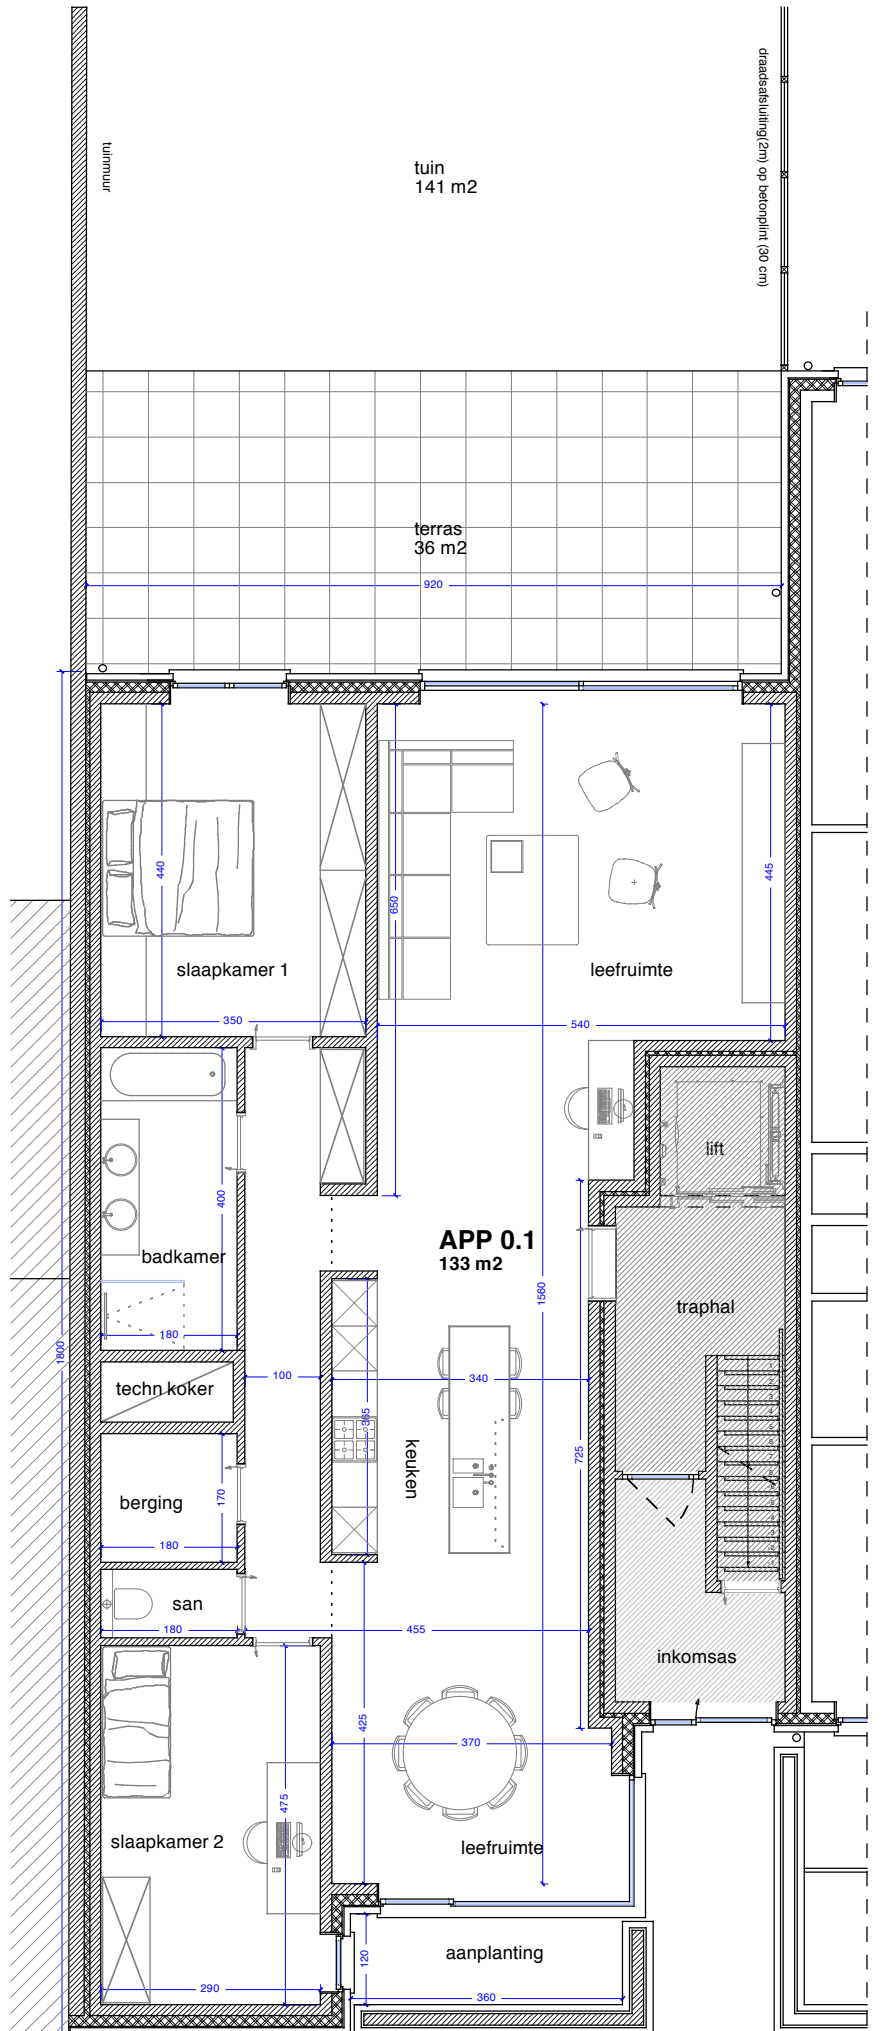 draadsafsluiting(2m) op betonplint (30 cm)
tuinmuur
tuin
141 m2
terras
36 m2
920
440
650
445
slaapkamer 1
leefruimte
350
540
lift
400
APP 0.1
133 m2
badkamer
1560
traphal
180
1800
100
340
techn koker
365
keuken
725
berging
170
180
san
180
455
inkomsas
425
370
475
slaapkamer 2
leefruimte
aanplanting
120
290
360